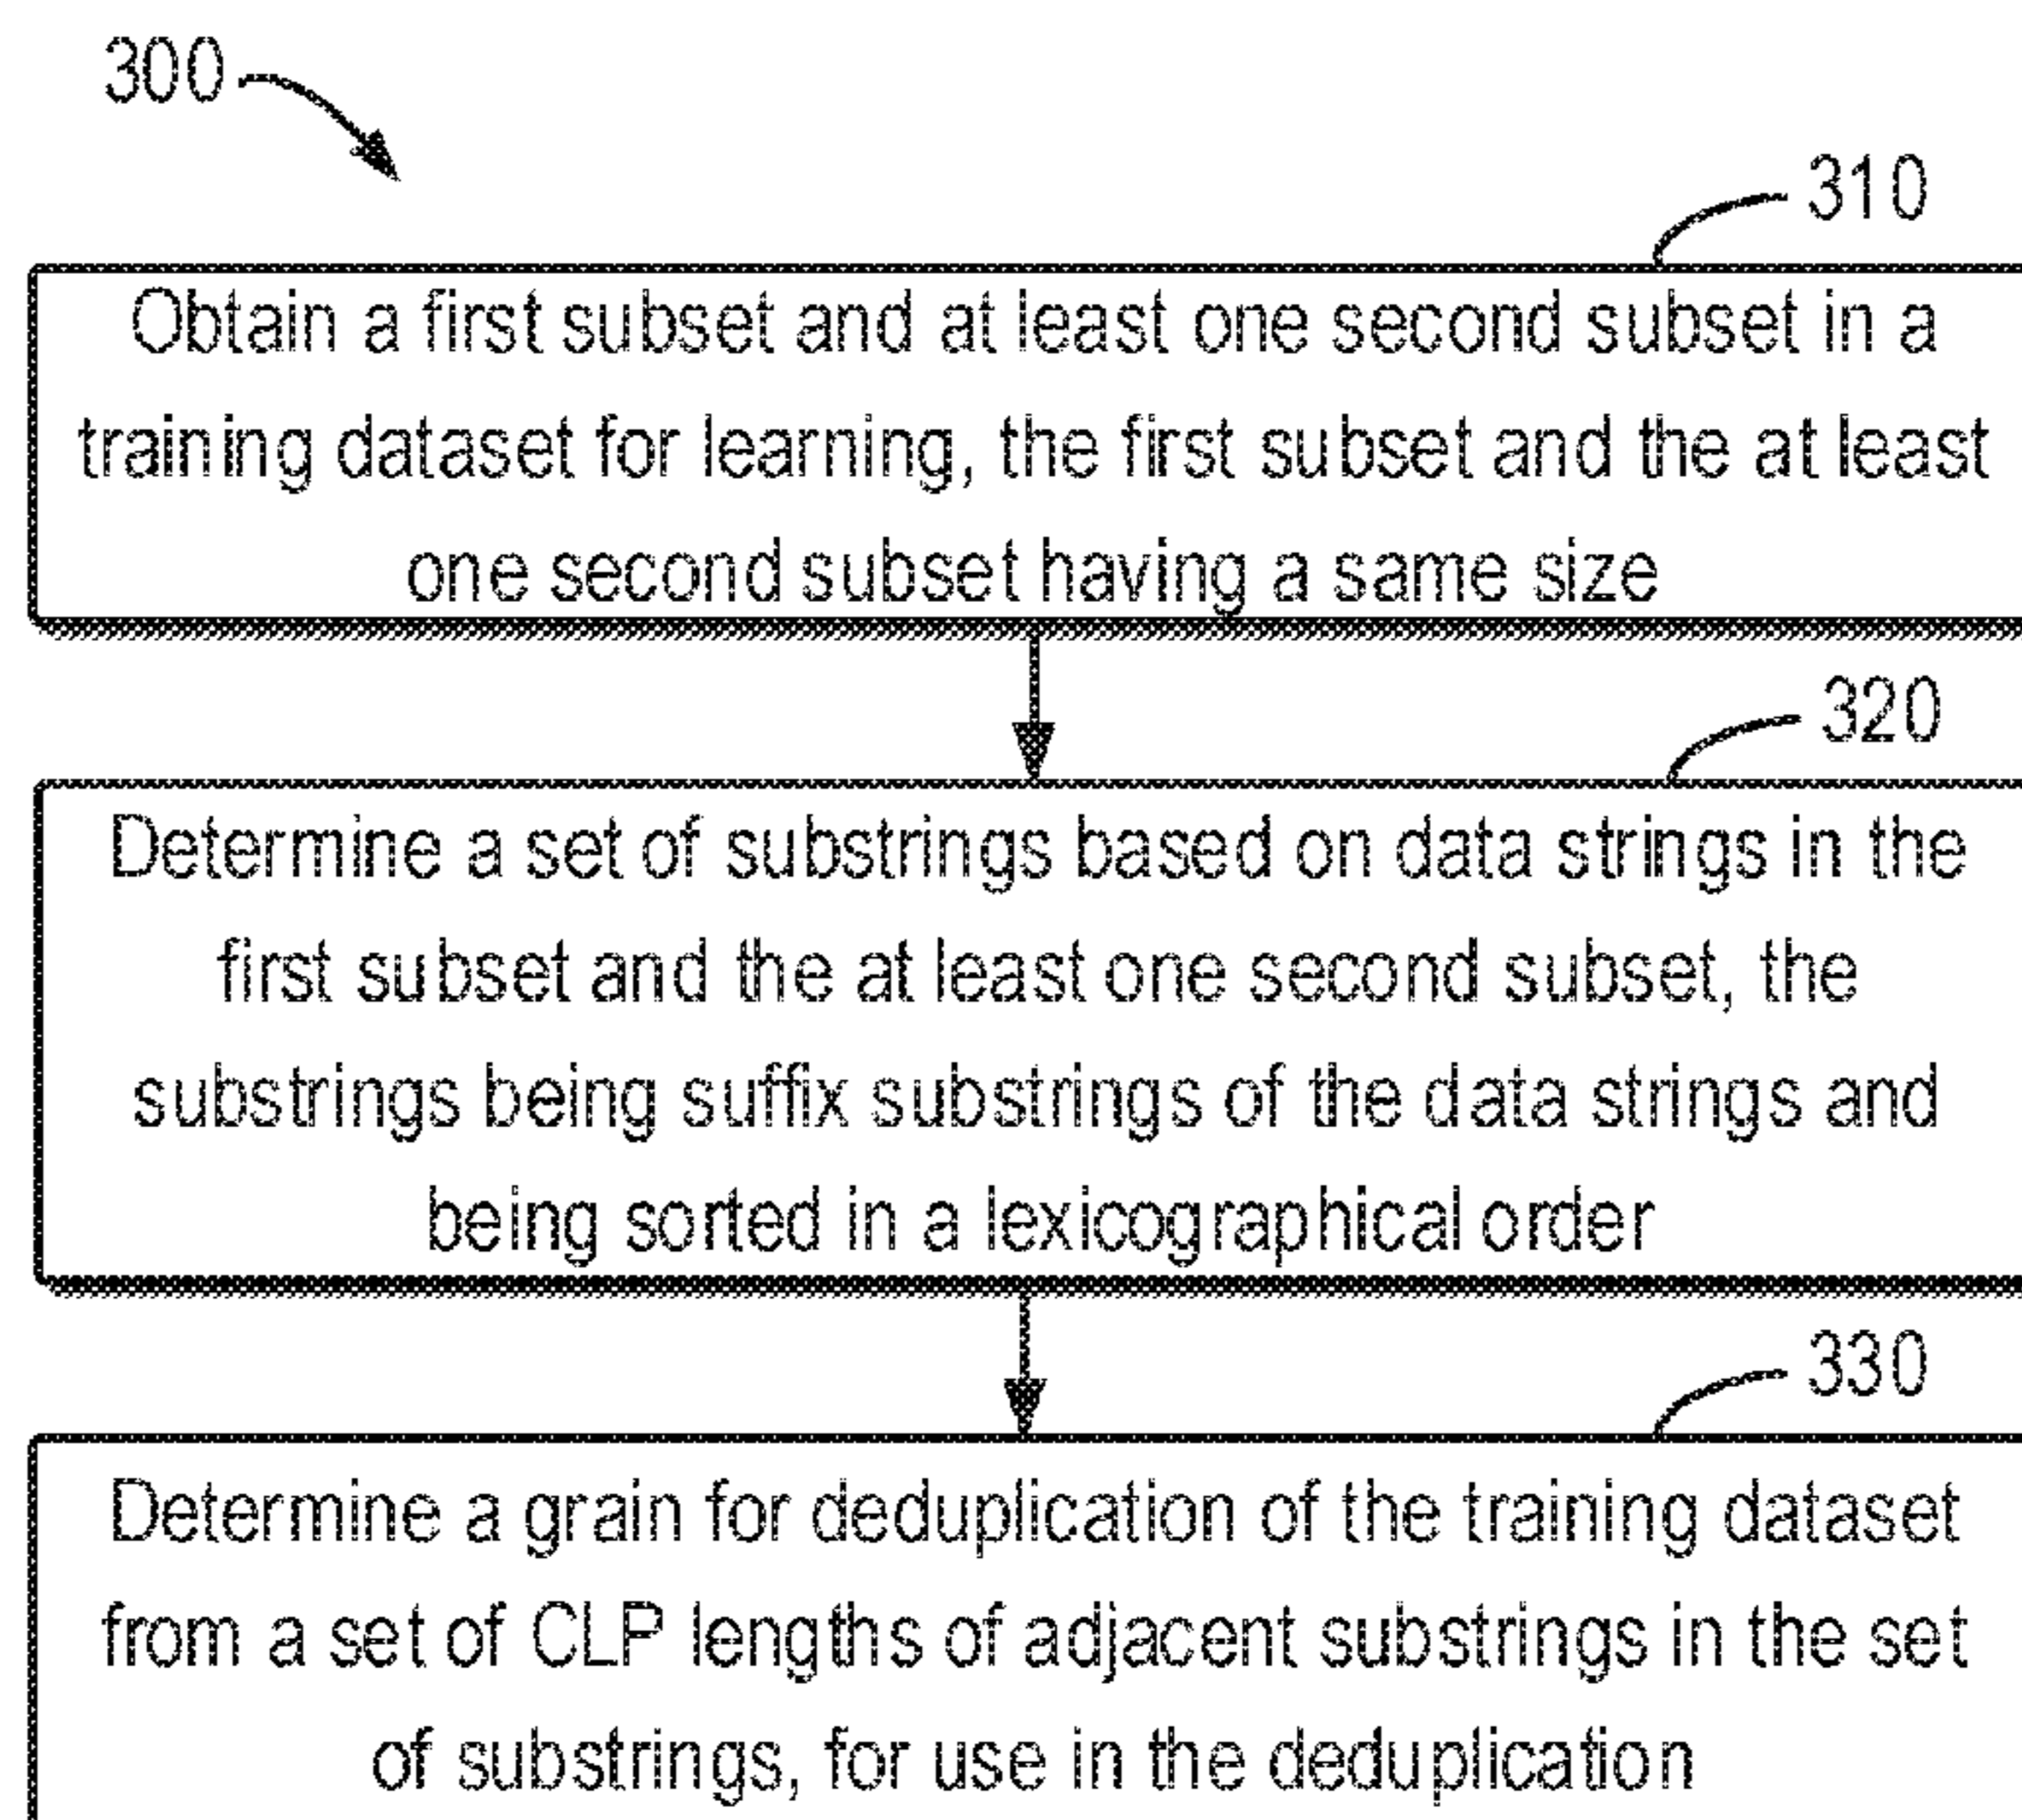 300
310
Obtain a first subset and at least one second subset in a
training dataset for learning, the first subset and the at least
one second subset having a same size
320
Determine a set of substrings based on data strings in the
first subset and the at least one second subset, the
substrings being suffix substrings of the data strings and
being sorted in a lexicographical order
330
Determine a grain for deduplication of the training dataset
from a set of CLP lengths of adjacent substrings in the set
of substrings, for use in the deduplication